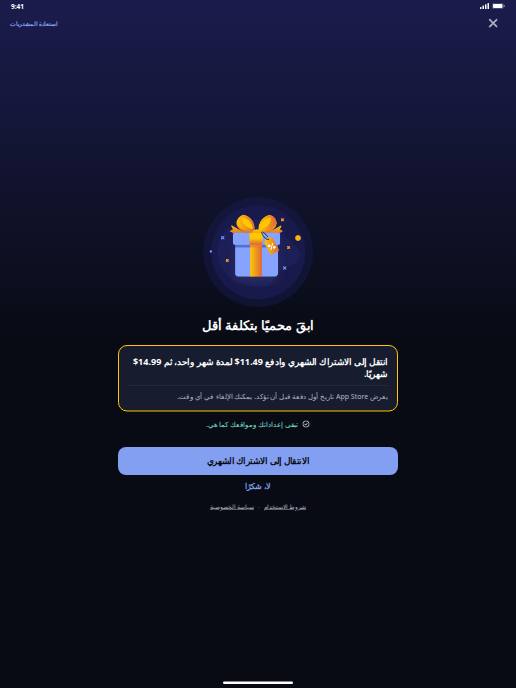 9:41
استعادة المشتريات
%
ابقَ محميًا بتكلفة أقل
انتقل إلى الاشتراك الشهري وادفع 11.49$ لمدة شهر واحد، ثم 14.99$
شهريًا.
يعرض App Store تاريخ أول دفعة قبل أن تؤكد. يمكنك الإلغاء في أي وقت.
تبقى إعداداتك ومواقعك كما هي.
الانتقال إلى الاشتراك الشهري
لا، شكرًا
شروط الاستخدام · سياسة الخصوصية